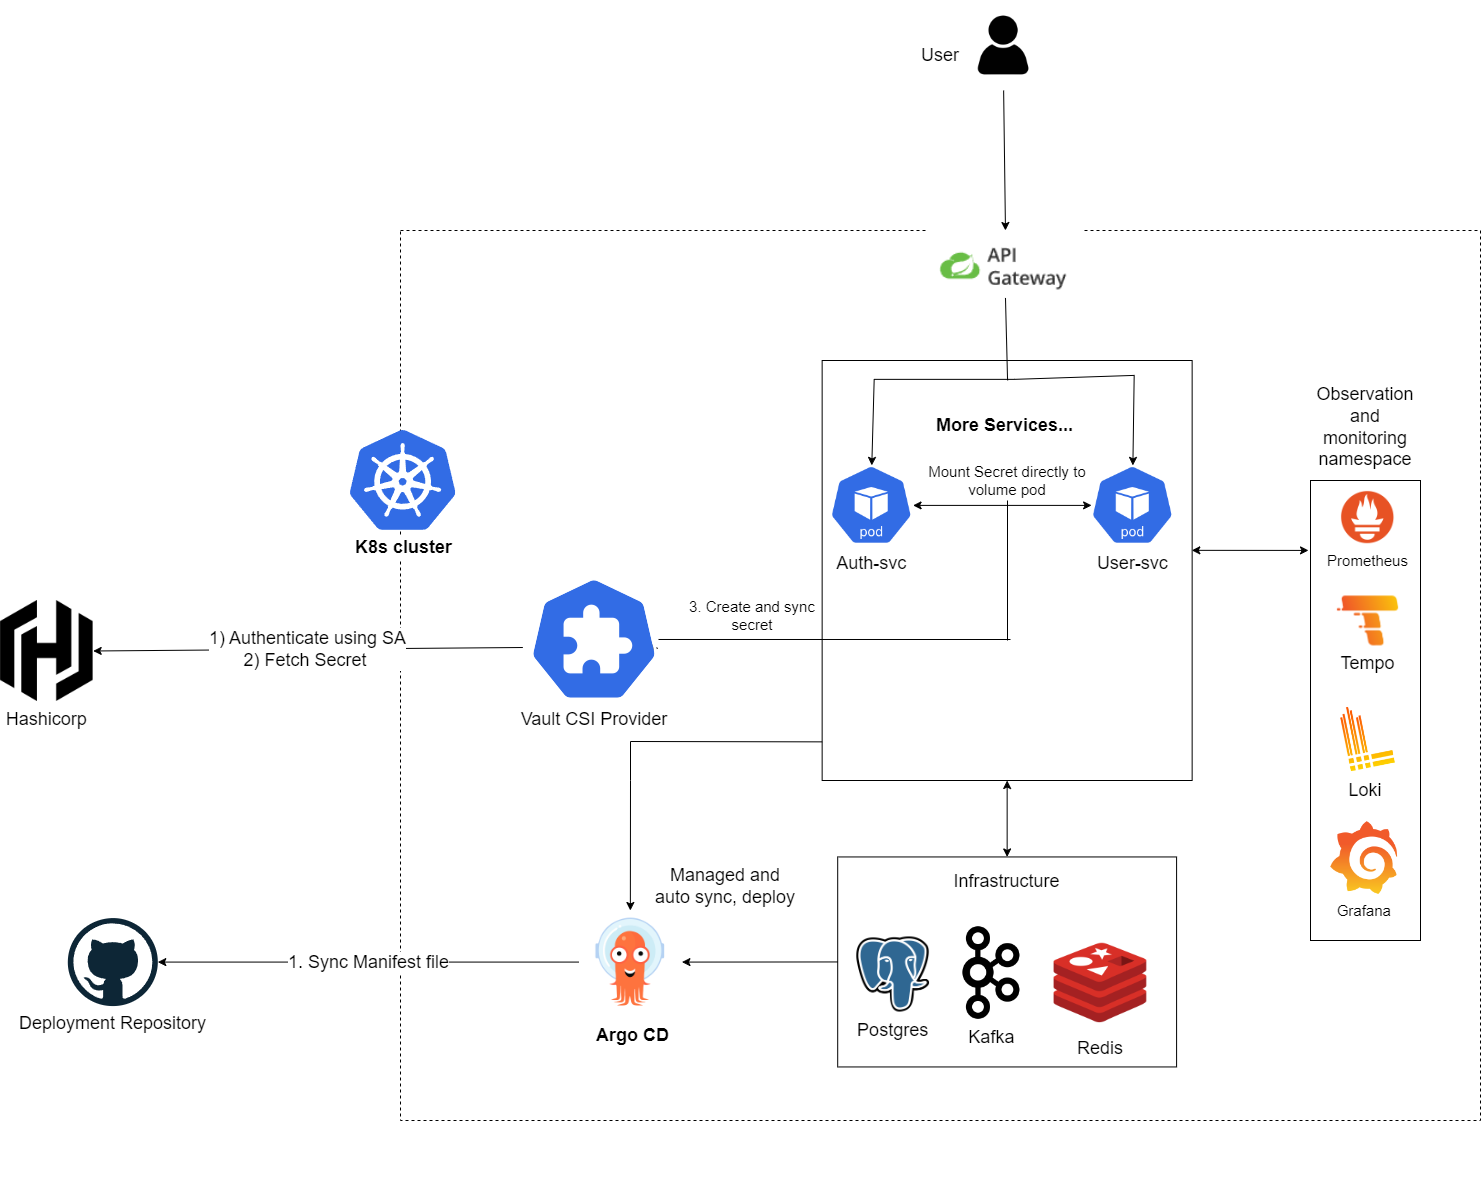 User
API
Gateway
Observation
and
monitoring
namespace
More Services...
Mount Secret directly to
volume pod
pod
pod
Auth-svc
User-svc
K8s cluster
Prometheus
3. Create and sync
secret
1) Authenticate using SA
2) Fetch Secret
Tempo
Hashicorp
Vault CSI Provider
Loki
Managed and
auto sync, deploy
Infrastructure
Grafana
1. Sync Manifest file
Deployment Repository
Argo CD
Postgres
Kafka
Redis